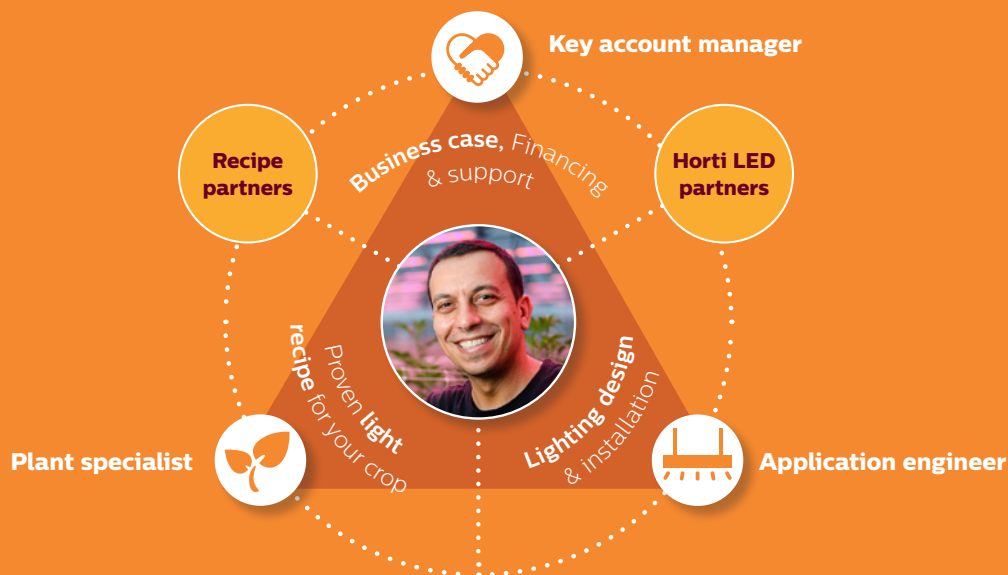 Key account manager
Recipe
partners
Business case, Financing
& support
Horti LED
partners
Proven light
recipe for your crop
Lighting design
& installation
Plant specialist
Application engineer